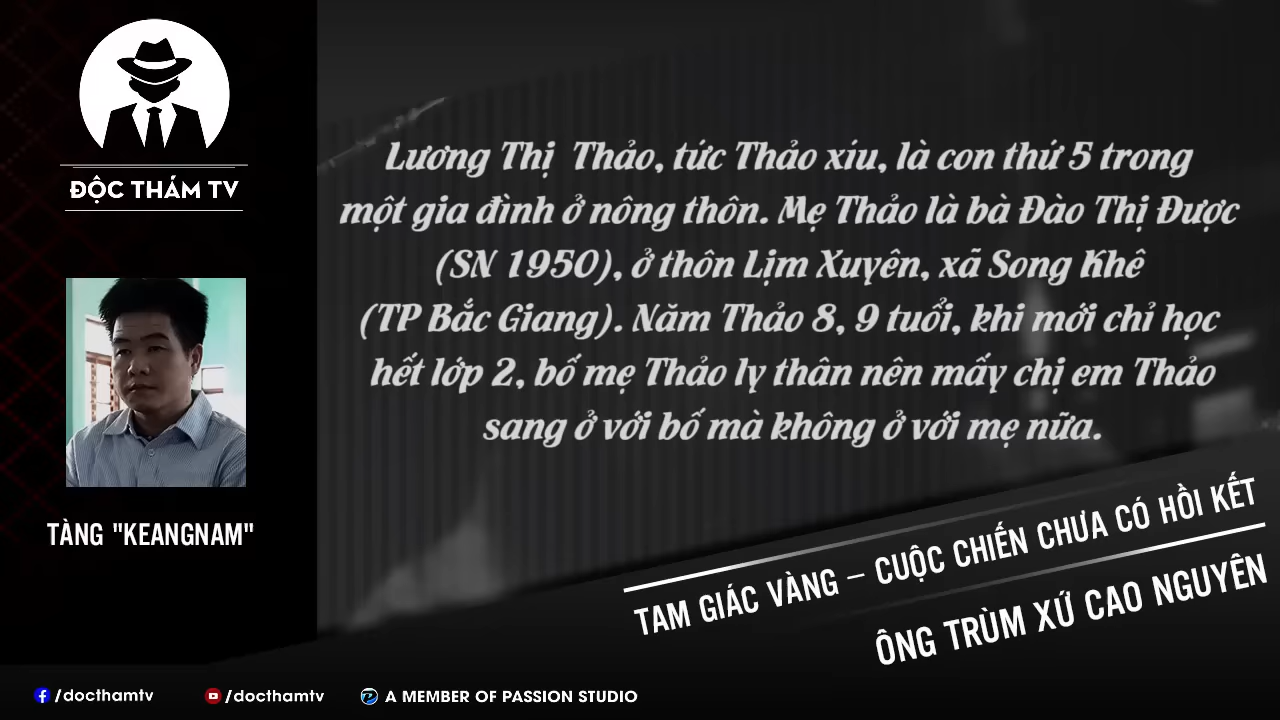 ĐỘC THÁM TV
TÀNG "KEANGNAM"
Lương Thị Thảo, tức Thảo xíu, là con thứ 5 trong
một gia đình ở nông thôn. Mẹ Thảo là bà Đào Thị Được
(SN 1950), ở thôn Lịm Xuyên, xã Song Khê
(TP Bắc Giang). Năm Thảo 8, 9 tuổi, khi mới chỉ học
hết lớp 2, bố mẹ Thảo ly thân nên mấy chị em Thảo
sang ở với bố mà không ở với mẹ nữa.
TAM GIÁC VÀNG – CUỘC CHIẾN CHƯA CÓ HỒI KẾT
ÔNG TRÙM XỨ CAO NGUYÊN
/docthamtv
/docthamtv
A MEMBER OF PASSION STUDIO